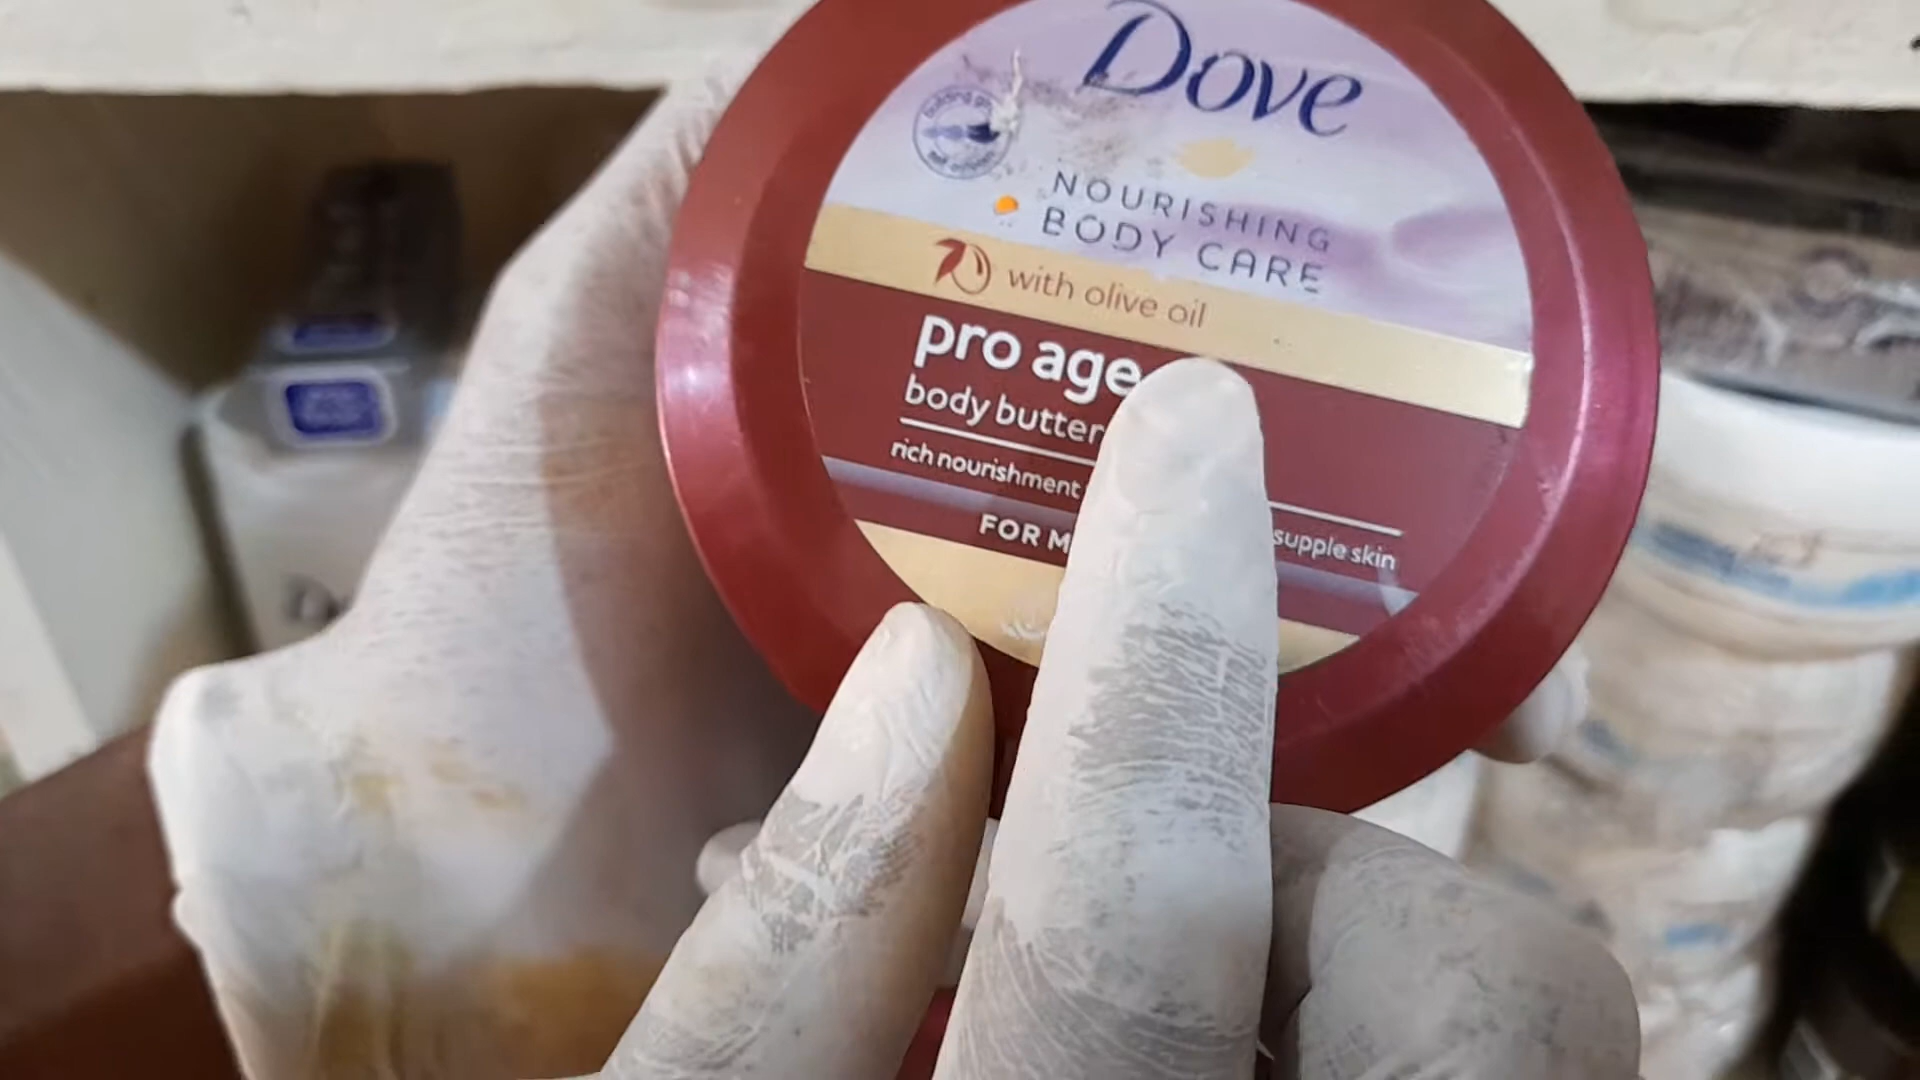 Dove
NOURISHING
BODY CARE
with olive oil
pro age
body butter
rich nourishment
supple skin
FOR M